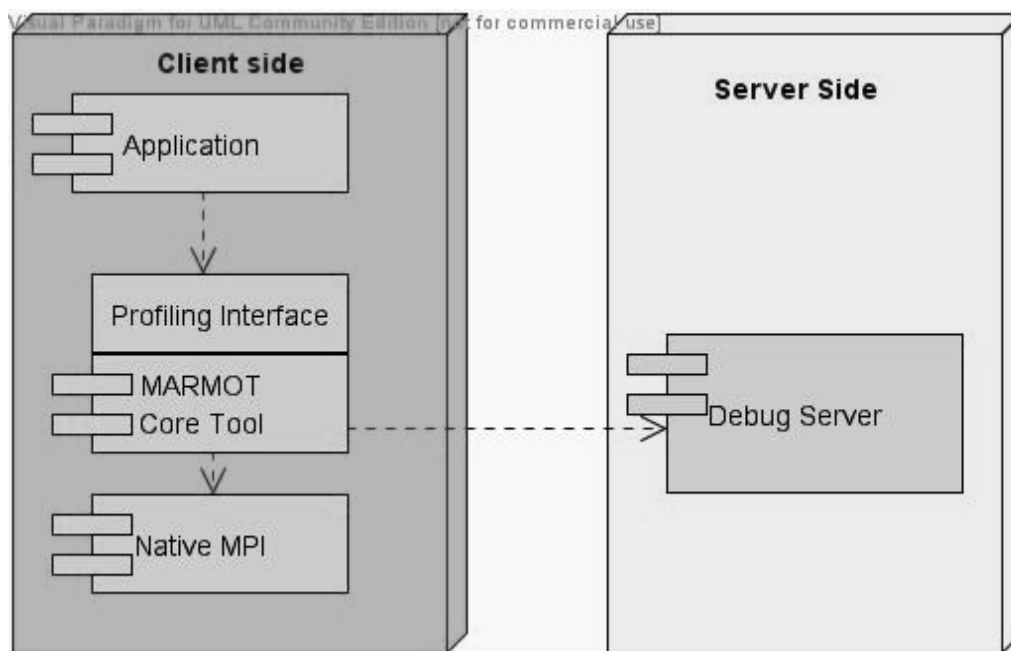 Visual Paradigm for UML Community Edition [not for commercial use]
Client side
Application
Profiling Interface
MARMOT
Core Tool
Native MPI
Server Side
Debug Server